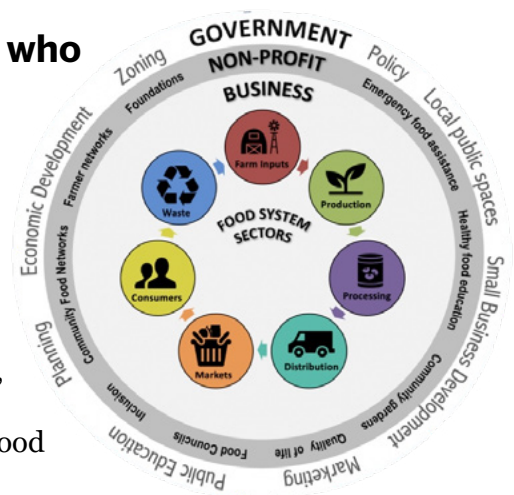 who
GOVERNMENT
Zoning
Policy
Local public spaces
Small Business Development
Marketing
Public Education
Planning
Economic Development
NON-PROFIT
Foundations
Emergency food assistance
Healthy food education
Community gardens
Quality of life
Food Councils
Inclusion
Community Food Networks
Farmer networks
BUSINESS
FOOD SYSTEM
SECTORS
Farm Inputs
Production
Processing
Distribution
Markets
Consumers
Waste
,
ood